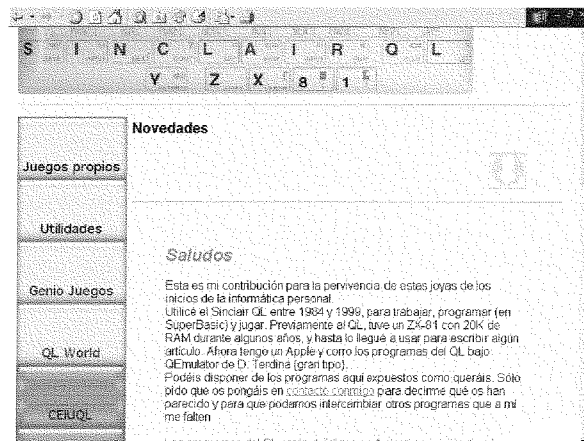 SINCLAIR QL
Y ZX81
Novedades
Juegos propios
Utilidades
Genio Juegos
QL World
CEIUQL
Saludos
Esta es mi contribución para la pervivencia de estas joyas de los
inicios de la informática personal.
Utilicé el Sinclair QL entre 1984 y 1999, para trabajar, programar (en
SuperBasic) y jugar. Previamente al QL, tuve un ZX-81 con 20K de
RAM durante algunos años, y hasta lo llegué a usar para escribir algún
artículo. Ahora tengo un Apple y corro los programas del QL bajo
QEmulator de D. Terdina (gran tipo).
Podéis disponer de los programas aquí expuestos como queráis. Sólo
pido que os pongáis en contacto conmigo para decirme qué os han
parecido y para que podamos intercambiar otros programas que a mí
me falten